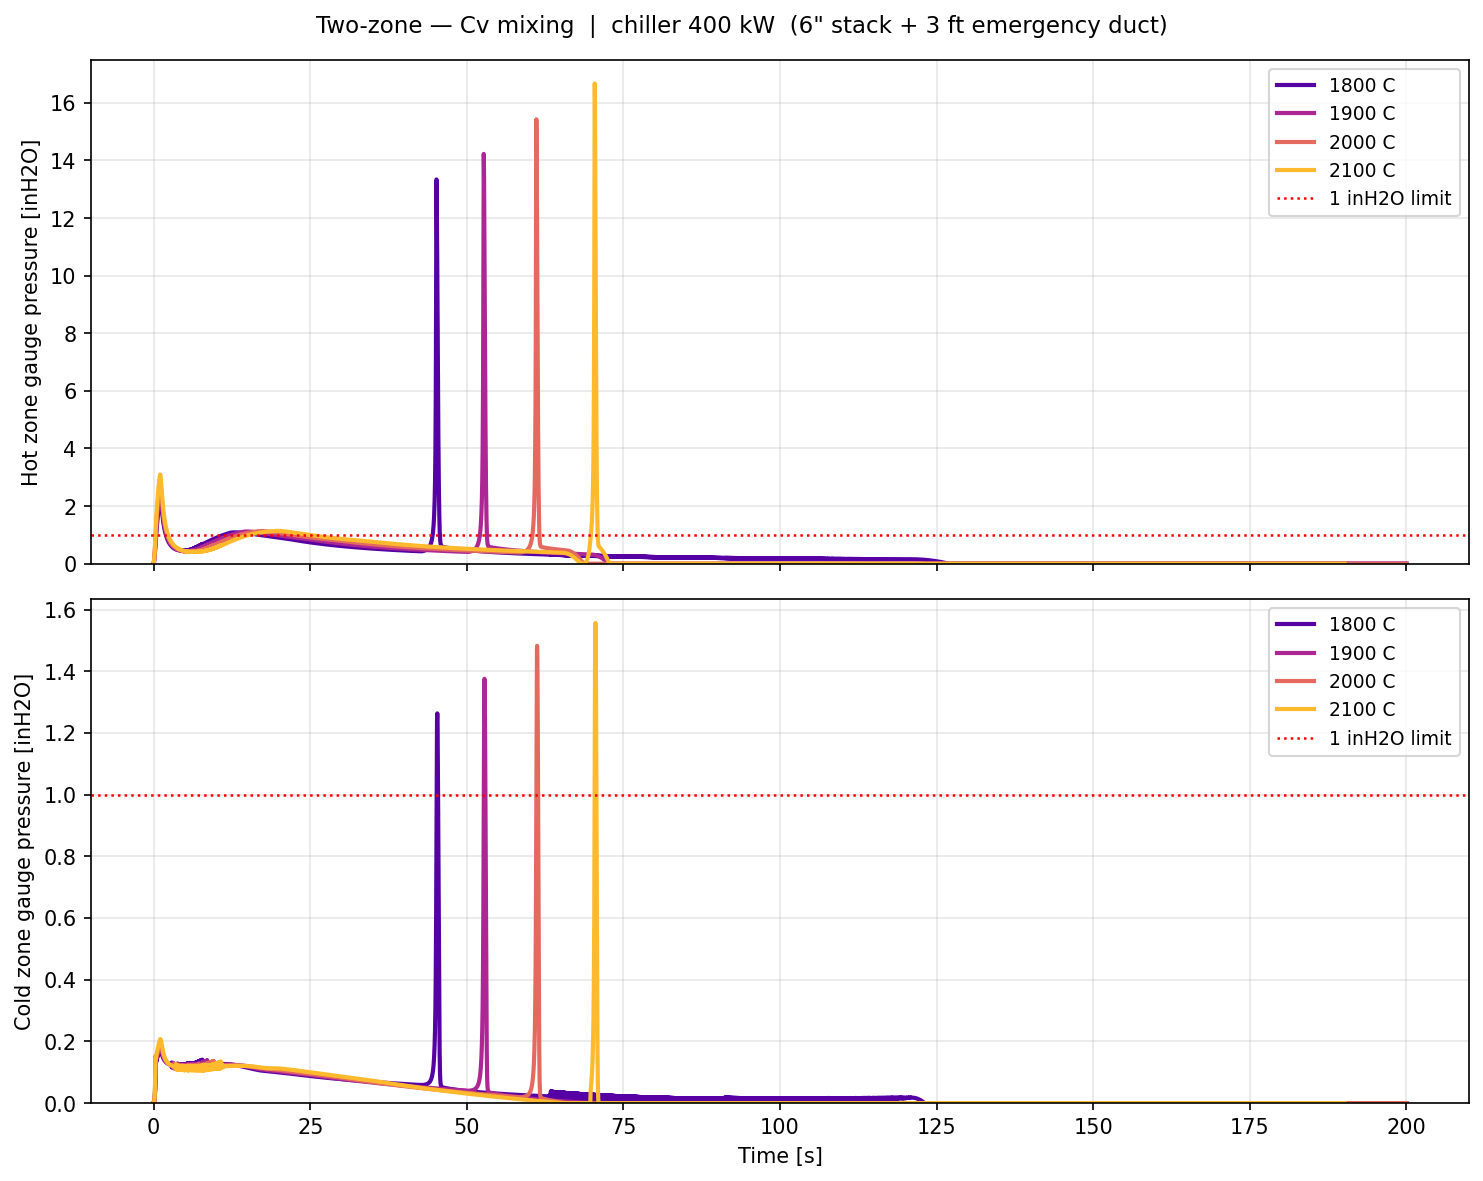 Two-zone — Cv mixing | chiller 400 kW (6" stack + 3 ft emergency duct)
Hot zone gauge pressure [inH2O]
16
14
12
10
8
6
4
2
0
1800 C
1900 C
2000 C
2100 C
1 inH2O limit
Cold zone gauge pressure [inH2O]
1.6
1.4
1.2
1.0
0.8
0.6
0.4
0.2
0.0
1800 C
1900 C
2000 C
2100 C
1 inH2O limit
0 25 50 75 100 125 150 175 200
Time [s]